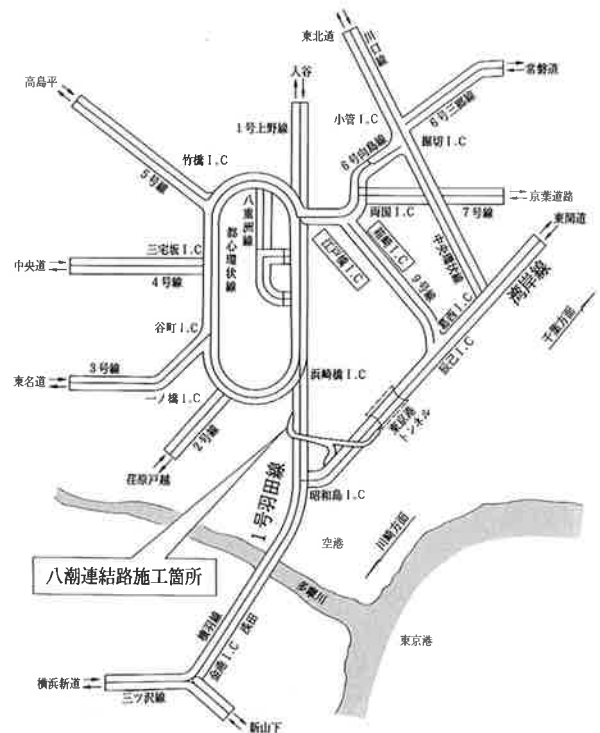 東北道
川口線
常磐道
高島平
入谷
6号三郷線
小菅I.C
1号上野線
6号向島線
堀切I.C
竹橋I.C
5号線
八重洲線
両国I.C
7号線
京葉道路
都心環状線
江戸橋I.C
箱崎I.C
中央環状線
東関道
三宅坂I.C
中央道
4号線
9号線
葛西I.C
湾岸線
千葉方面
谷町I.C
辰己I.C
3号線
東名道
一ノ橋I.C
浜崎橋I.C
東京港
トンネル
2号線
荏原戸越
昭和島I.C
1号羽田線
空港
川崎方面
八潮連結路施工箇所
多摩川
横羽線
浅田
金港I.C
東京港
横浜新道
三ツ沢線
新山下